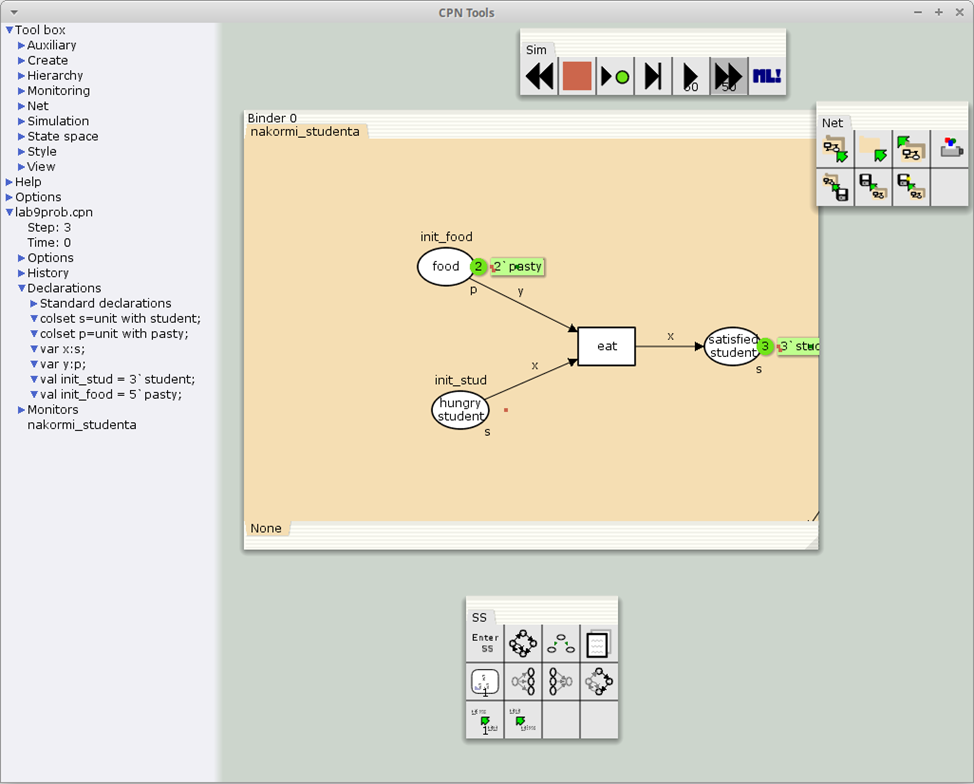 CPN Tools
Tool box
Auxiliary
Create
Hierarchy
Monitoring
Net
Simulation
State space
Style
View
Help
Options
lab9prob.cpn
Step: 3
Time: 0
Options
History
Declarations
Standard declarations
colset s=unit with student;
colset p=unit with pasty;
var x:s;
var y:p;
val init_stud = 3`student;
val init_food = 5`pasty;
Monitors
nakormi_studenta
Sim
50
ML!
Binder 0
nakormi_studenta
Net
init_food
food
2
2`pasty
p
y
eat
x
satisfied
student
3
3`stud
s
x
init_stud
hungry
student
s
None
SS
Enter
SS
1
1